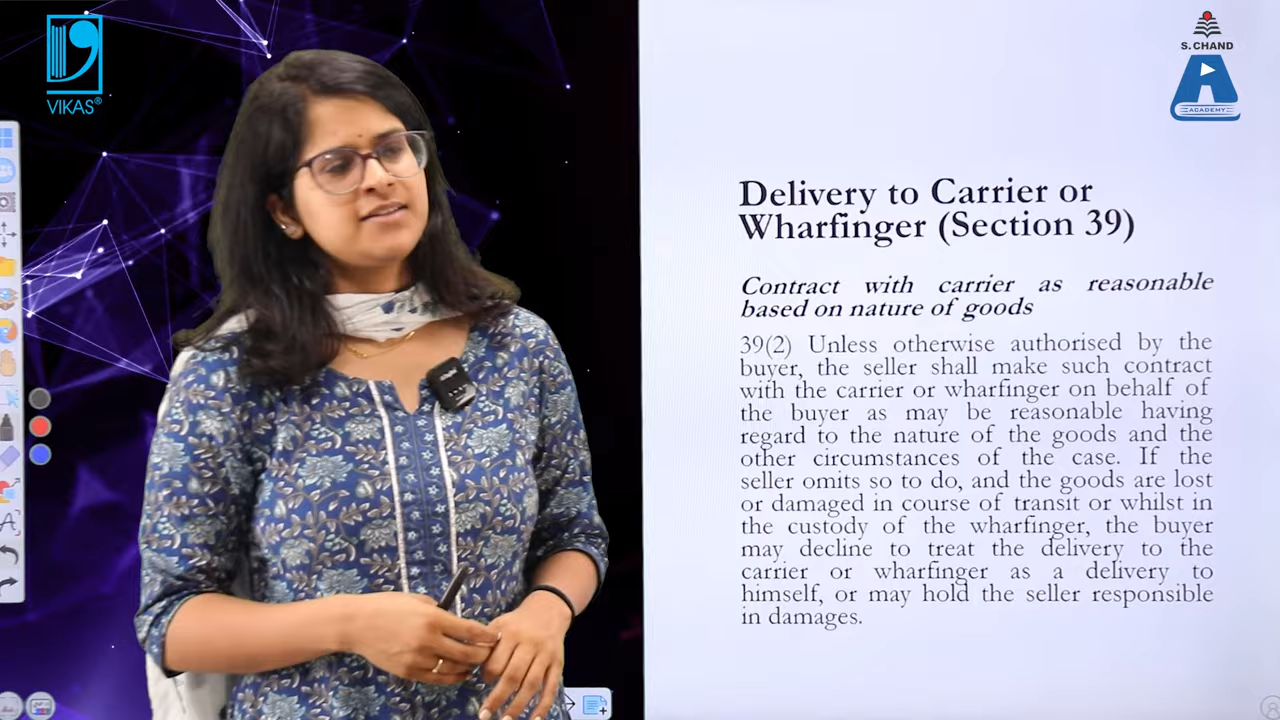 VIKAS®
S. CHAND
ACADEMY
Delivery to Carrier or
Wharfinger (Section 39)
Contract with carrier as reasonable
based on nature of goods
39(2) Unless otherwise authorised by the
buyer, the seller shall make such contract
with the carrier or wharfinger on behalf of
the buyer as may be reasonable having
regard to the nature of the goods and the
other circumstances of the case. If the
seller omits so to do, and the goods are lost
or damaged in course of transit or whilst in
the custody of the wharfinger, the buyer
may decline to treat the delivery to the
carrier or wharfinger as a delivery to
himself, or may hold the seller responsible
in damages.